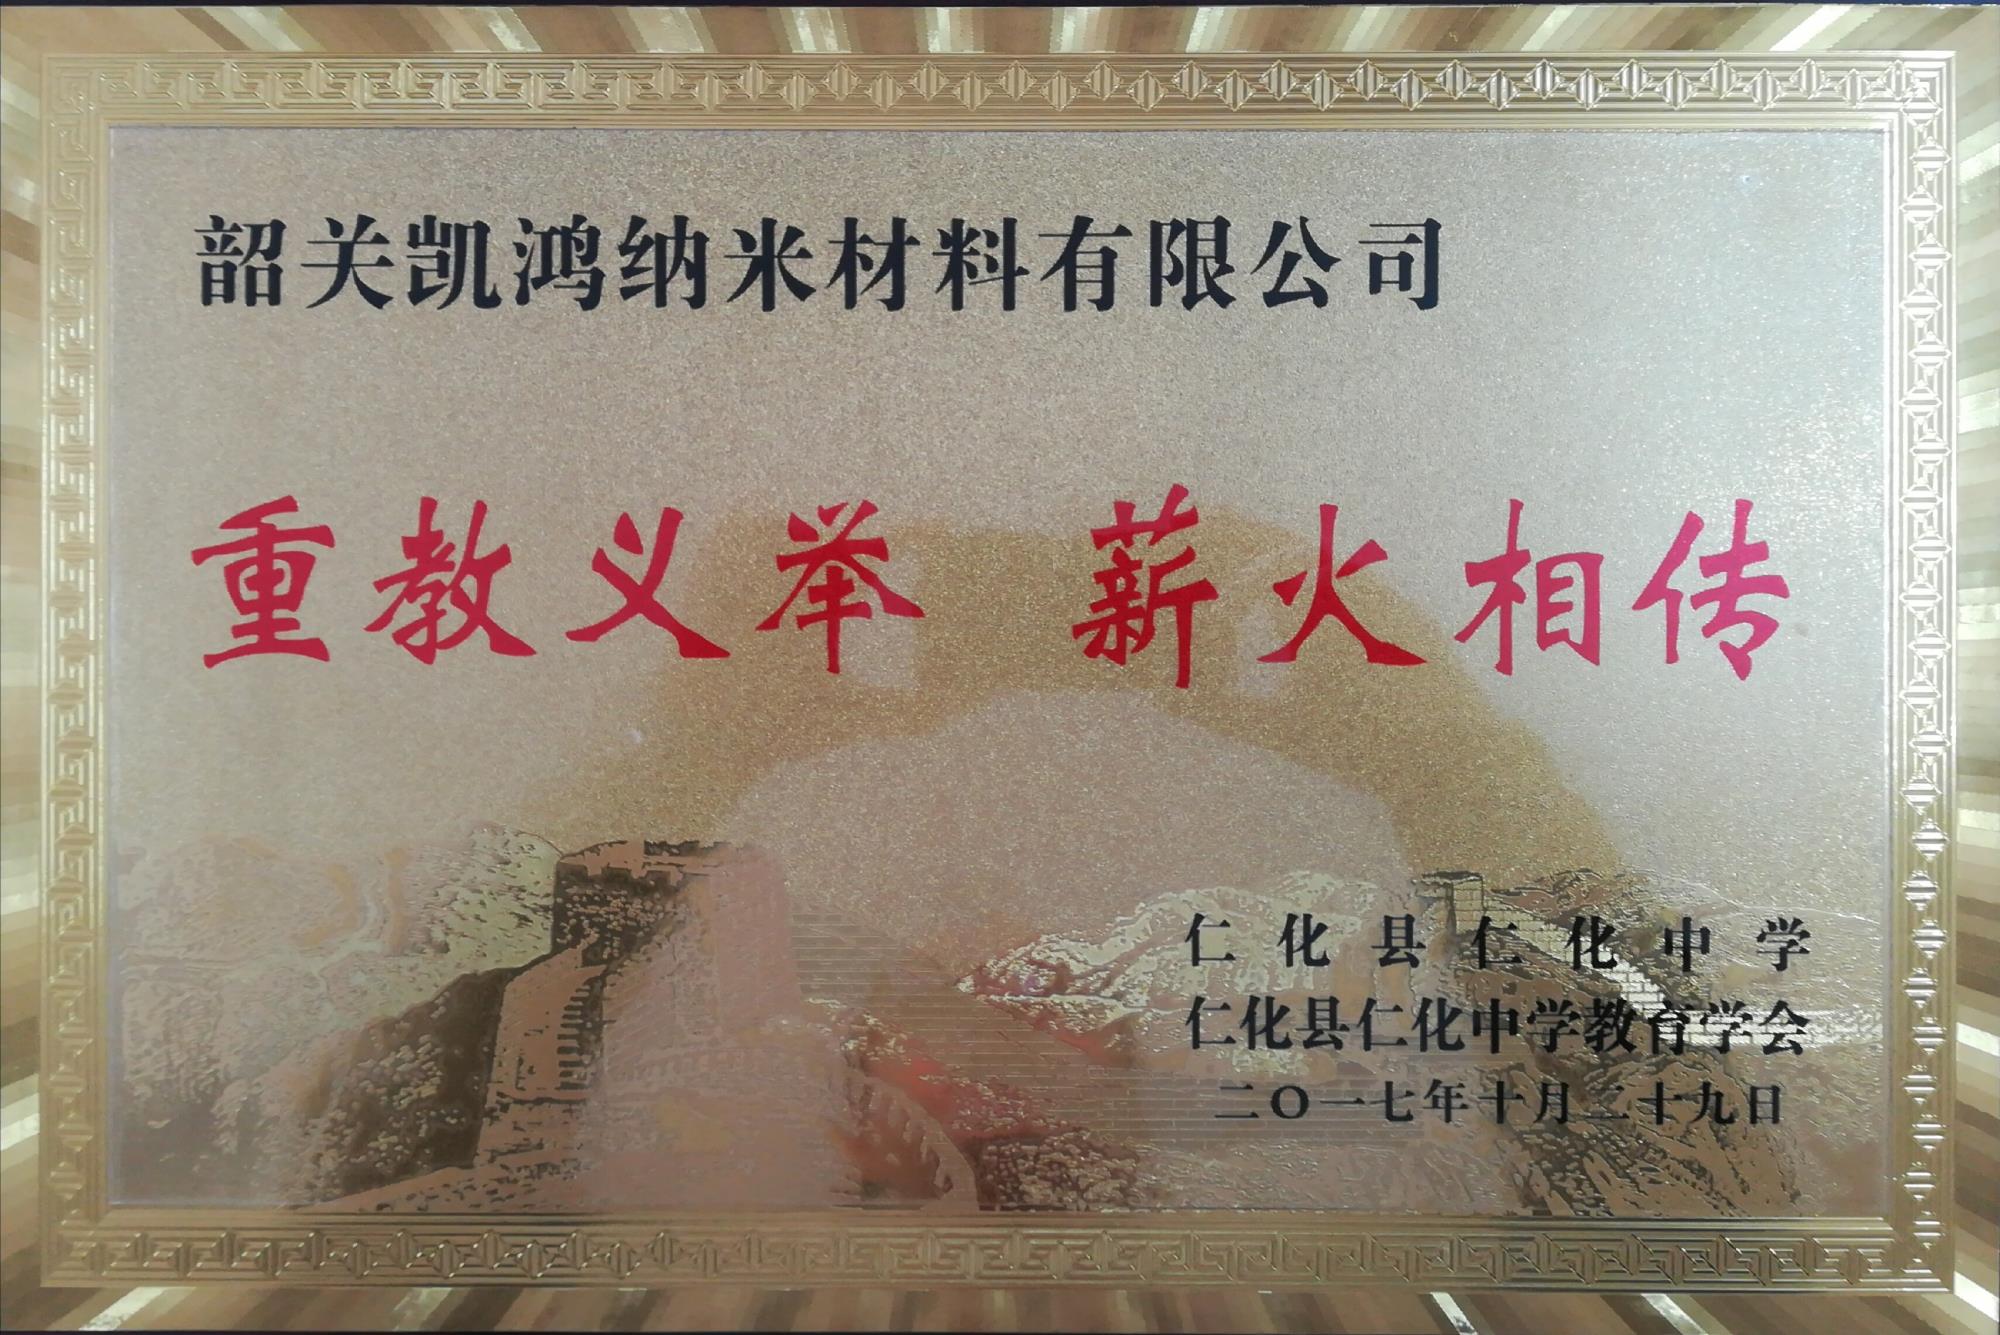 韶关凯鸿纳米材料有限公司
重教义举 薪火相传
仁化县仁化中学
仁化县仁化中学教育学会
二〇一七年十月二十九日